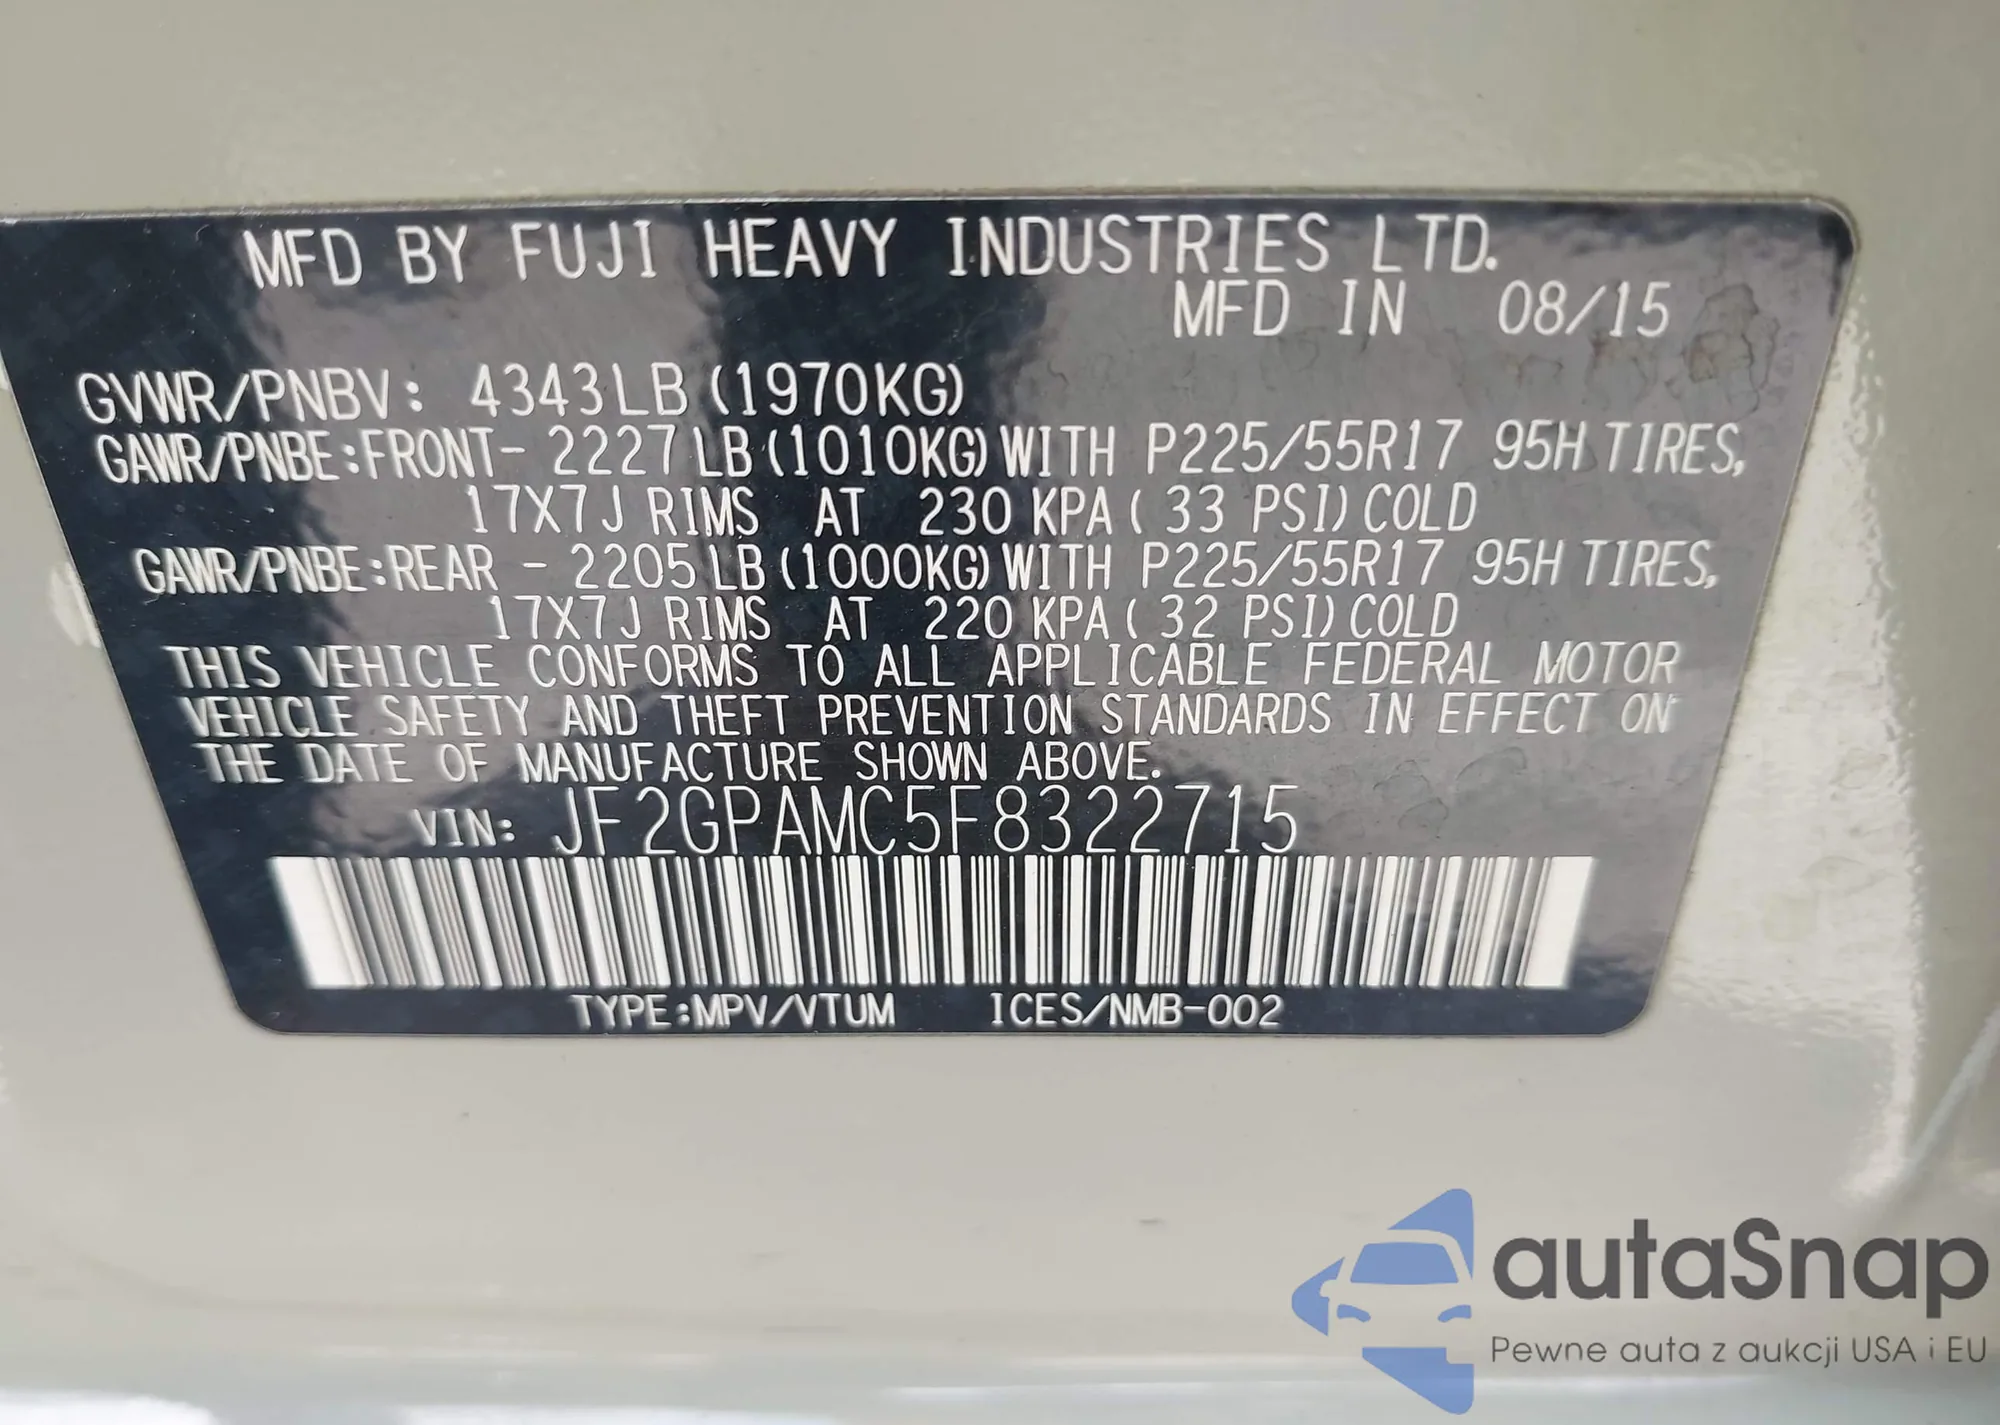 MFD BY FUJI HEAVY INDUSTRIES LTD.
MFD IN 08/15
GVWR/PNBV: 4343LB (1970KG)
GAWR/PNBE:FRONT- 2227LB (1010KG) WITH P225/55R17 95H TIRES,
17X7J RIMS AT 230 KPA ( 33 PSI) COLD
GAWR/PNBE:REAR - 2205LB (1000KG) WITH P225/55R17 95H TIRES,
17X7J RIMS AT 220 KPA ( 32 PSI) COLD
THIS VEHICLE CONFORMS TO ALL APPLICABLE FEDERAL MOTOR
VEHICLE SAFETY AND THEFT PREVENTION STANDARDS IN EFFECT ON
THE DATE OF MANUFACTURE SHOWN ABOVE.
VIN: JF2GPAMC5F8322715
TYPE:MPV/VTUM ICES/NMB-002
autaSnap
Pewne auta z aukcji USA i EU